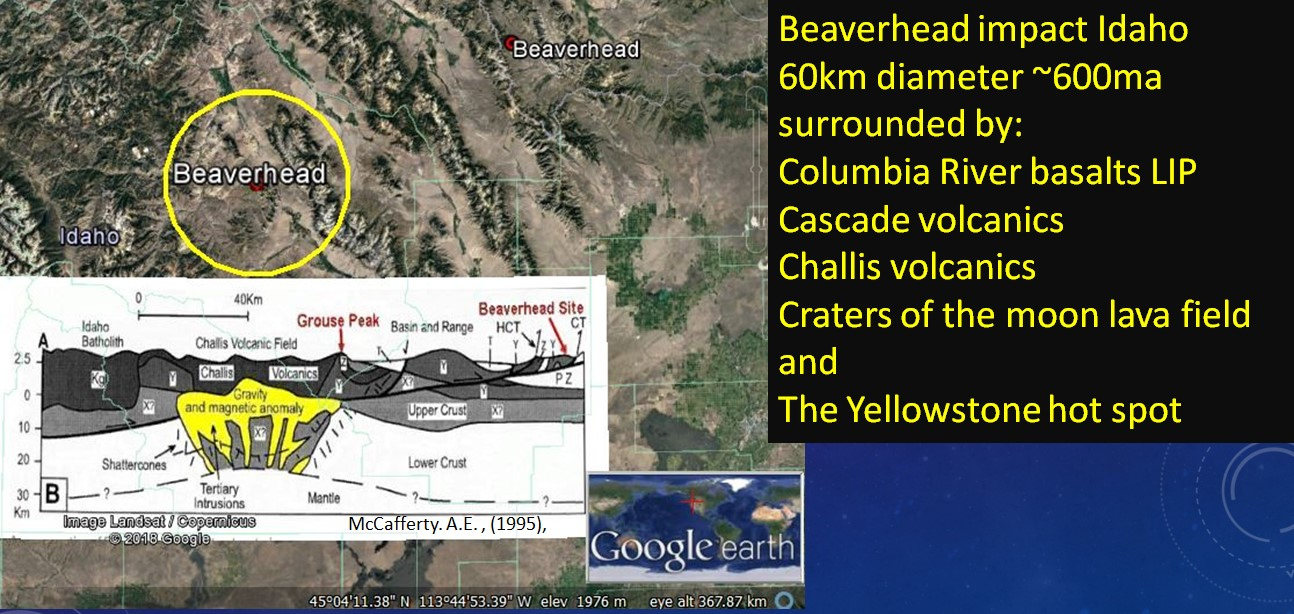 Beaverhead impact Idaho
60km diameter ~600ma
surrounded by:
Columbia River basalts LIP
Cascade volcanics
Challis volcanics
Craters of the moon lava field
and
The Yellowstone hot spot
Beaverhead
Beaverhead
Idaho
0 40Km
Grouse Peak
Beaverhead Site
Idaho
Batholith
Challis Volcanic Field
Basin and Range
HCT
CT
A
T
T
Y
Z Y
2.5
Kgl
Y
Challis
Volcanics
Z
Y
X?
Y
Y
P Z
0
Gravity
and magnetic anomaly
X?
Upper Crust
X?
10
X?
Shattercones
Lower Crust
20
Tertiary
Intrusions
Mantle
30
Km
B
?
?
?
Image Landsat / Copernicus
© 2018 Google
McCafferty. A.E. , (1995),
Google earth
45°04'11.38" N 113°44'53.39" W elev 1976 m eye alt 367.87 km